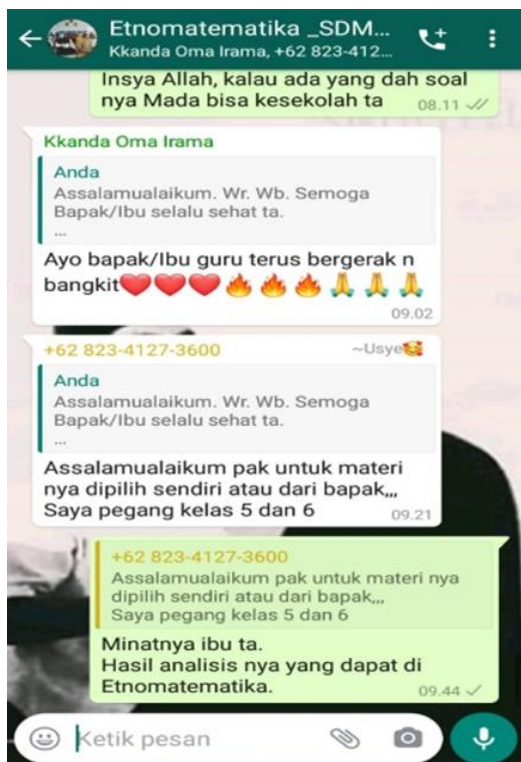 Etnomatematika _SDM...
Kkanda Oma Irama, +62 823-412...
Insya Allah, kalau ada yang dah soal
nya Mada bisa kesekolah ta
08.11
Kkanda Oma Irama
Anda
Assalamualaikum. Wr. Wb. Semoga
Bapak/Ibu selalu sehat ta.
...
Ayo bapak/Ibu guru terus bergerak n
bangkit❤️❤️❤️🔥🔥🔥🙏🙏🙏
09.02
+62 823-4127-3600 ~Usye🥰
Anda
Assalamualaikum. Wr. Wb. Semoga
Bapak/Ibu selalu sehat ta.
...
Assalamualaikum pak untuk materi
nya dipilih sendiri atau dari bapak,,,
Saya pegang kelas 5 dan 6
09.21
+62 823-4127-3600
Assalamualaikum pak untuk materi nya
dipilih sendiri atau dari bapak,,,
Saya pegang kelas 5 dan 6
Minatnya ibu ta.
Hasil analisis nya yang dapat di
Etnomatematika.
09.44
Ketik pesan